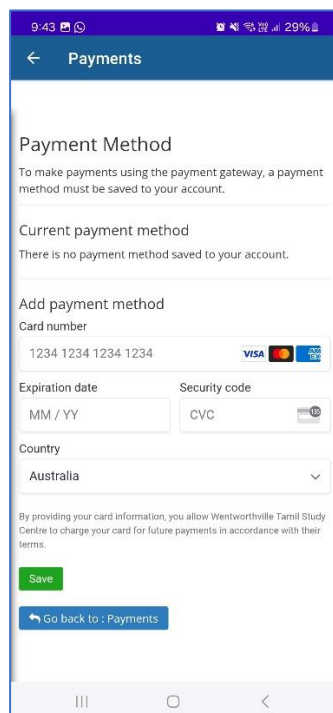 9:43 29%
Payments
Payment Method
To make payments using the payment gateway, a payment
method must be saved to your account.
Current payment method
There is no payment method saved to your account.
Add payment method
Card number
1234 1234 1234 1234 VISA
Expiration date Security code
MM / YY CVC 135
Country
Australia
By providing your card information, you allow Wentworthville Tamil Study
Centre to charge your card for future payments in accordance with their
terms.
Save
Go back to : Payments